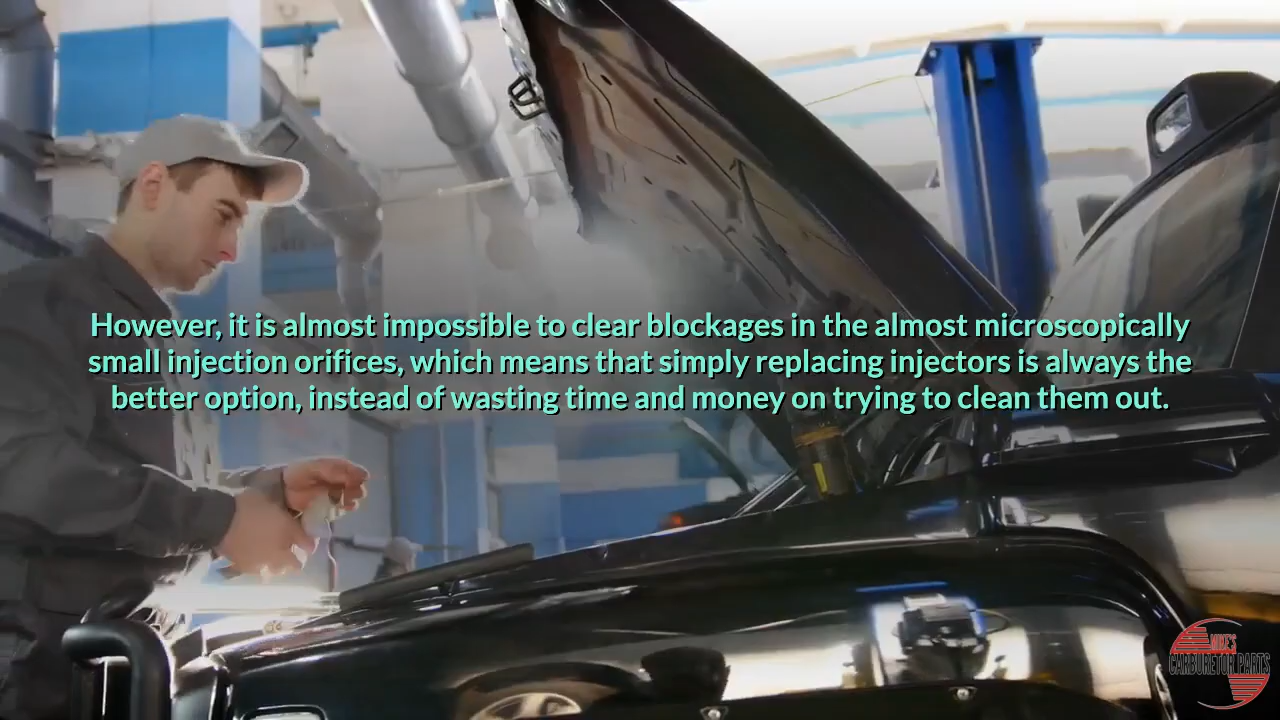 However, it is almost impossible to clear blockages in the almost microscopically
small injection orifices, which means that simply replacing injectors is always the
better option, instead of wasting time and money on trying to clean them out.
MIKE'S
CARBURETOR PARTS